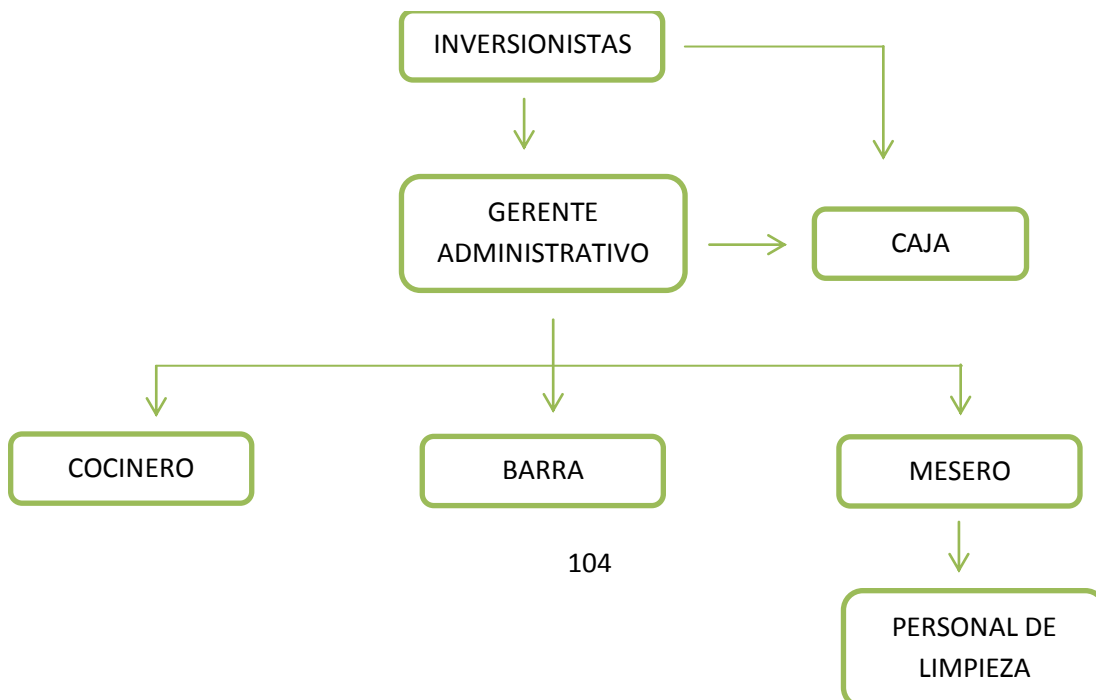 INVERSIONISTAS
GERENTE
ADMINISTRATIVO
CAJA
COCINERO
BARRA
MESERO
104
PERSONAL DE
LIMPIEZA